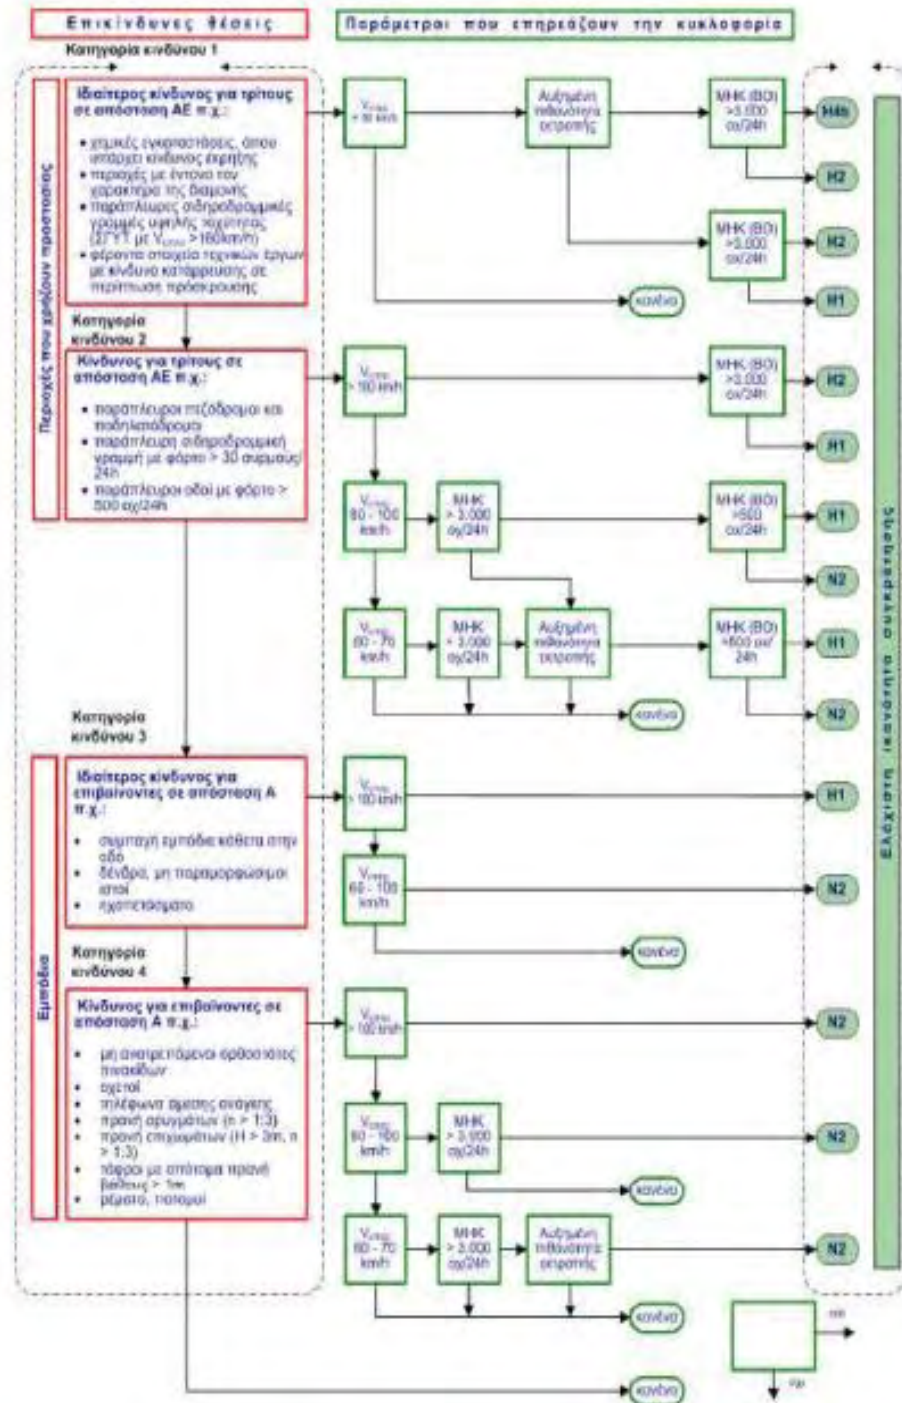 Επικίνδυνες θέσεις
Παράμετροι που επηρεάζουν την κυκλοφορία
Κατηγορία κινδύνου 1
Περιοχές που χρήζουν προστασίας
Ιδιαίτερος κίνδυνος για τρίτους
σε απόσταση ΑΕ π.χ.:
• χημικές εγκαταστάσεις, όπου
υπάρχει κίνδυνος έκρηξης
• περιοχές με έντονο τον
χαρακτήρα της διαμονής
• παράπλευρες σιδηροδρομικές
γραμμές υψηλής ταχύτητας
με >160km/h)
• φέροντα στοιχεία τεχνικών έργων
με κίνδυνο κατάρρευσης σε
περίπτωση πρόσκρουσης
km/h
Αυξημένη
πιθανότητα
εκτροπής
ΜΗΚ (ΒΟ)
>3.000
οχ/24h
H4b
H2
ΜΗΚ (ΒΟ)
>3.000
οχ/24h
H2
H1
κανένα
Κατηγορία
κινδύνου 2
Κίνδυνος για τρίτους σε
απόσταση ΑΕ π.χ.:
• παράπλευροι πεζόδρομοι και
ποδηλατόδρομοι
• παράπλευρη σιδηροδρομική
γραμμή με φόρτο > 30 συρμούς/
24h
• παράπλευροι οδοί με φόρτο >
500 οχ/24h
> 100 km/h
ΜΗΚ (ΒΟ)
>3.000
οχ/24h
H2
H1
80 - 100
km/h
ΜΗΚ
> 3.000
οχ/24h
ΜΗΚ (ΒΟ)
>500
οχ/24h
H1
N2
60 - 70
km/h
ΜΗΚ
> 3.000
οχ/24h
Αυξημένη
πιθανότητα
εκτροπής
ΜΗΚ (ΒΟ)
>500 οχ/
24h
H1
N2
κανένα
Ελάχιστη ικανότητα συγκράτησης
Κατηγορία
κινδύνου 3
Εμπόδια
Ιδιαίτερος κίνδυνος για
επιβαίνοντες σε απόσταση Α
π.χ.:
• συμπαγή εμπόδια κάθετα στην
οδό
• δένδρα, μη παραμορφώσιμοι
ιστοί
• ηχοπετάσματα
> 100 km/h
H1
60 - 100
km/h
N2
κανένα
Κατηγορία
κινδύνου 4
Κίνδυνος για επιβαίνοντες σε
απόσταση Α π.χ.:
• μη ανατρεπόμενοι ορθοστάτες
πινακίδων
• οχετοί
• τηλέφωνα άμεσης ανάγκης
• πρανή ορυγμάτων (n > 1:3)
• πρανή επιχωμάτων (H > 3m, n
> 1:3)
• τάφροι με απότομα πρανή
βάθους > 1m
• ρέματα, ποταμοί
> 100 km/h
N2
80 - 100
km/h
ΜΗΚ
> 3.000
οχ/24h
N2
κανένα
60 - 70
km/h
ΜΗΚ
> 3.000
οχ/24h
Αυξημένη
πιθανότητα
εκτροπής
N2
κανένα
ναι
όχι
κανένα